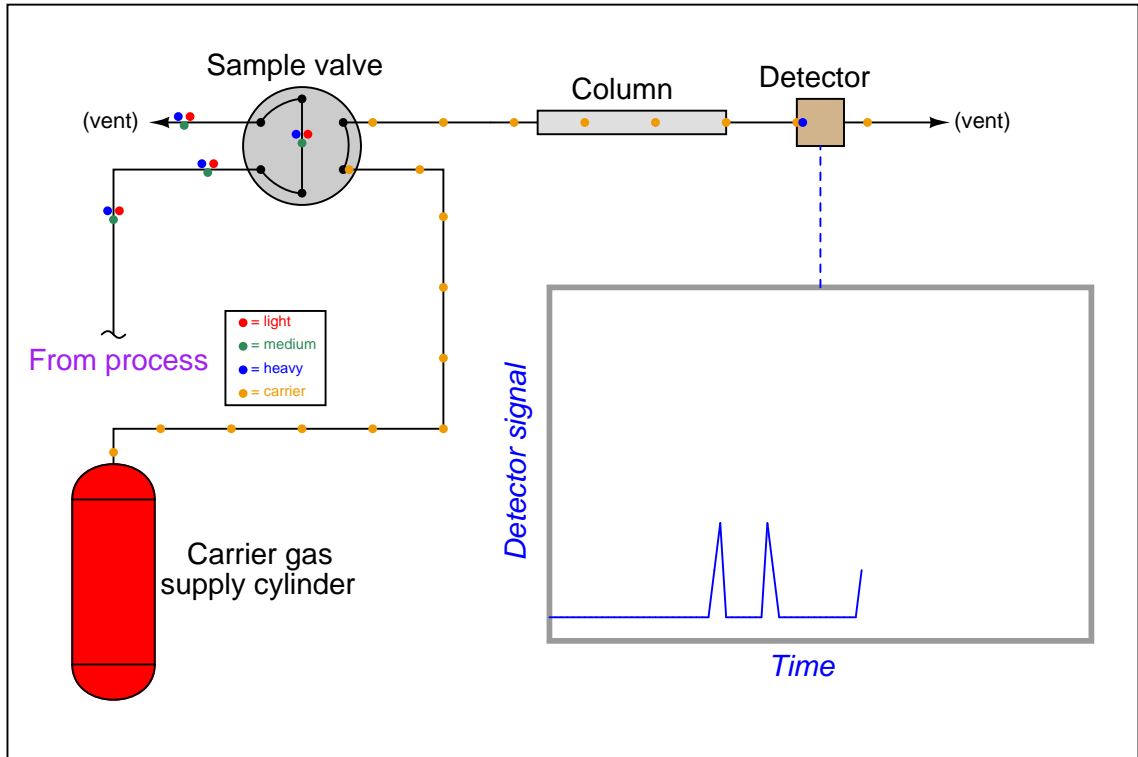 Sample valve
Column
Detector
(vent)
(vent)
= light
= medium
= heavy
= carrier
From process
Detector signal
Carrier gas
supply cylinder
Time